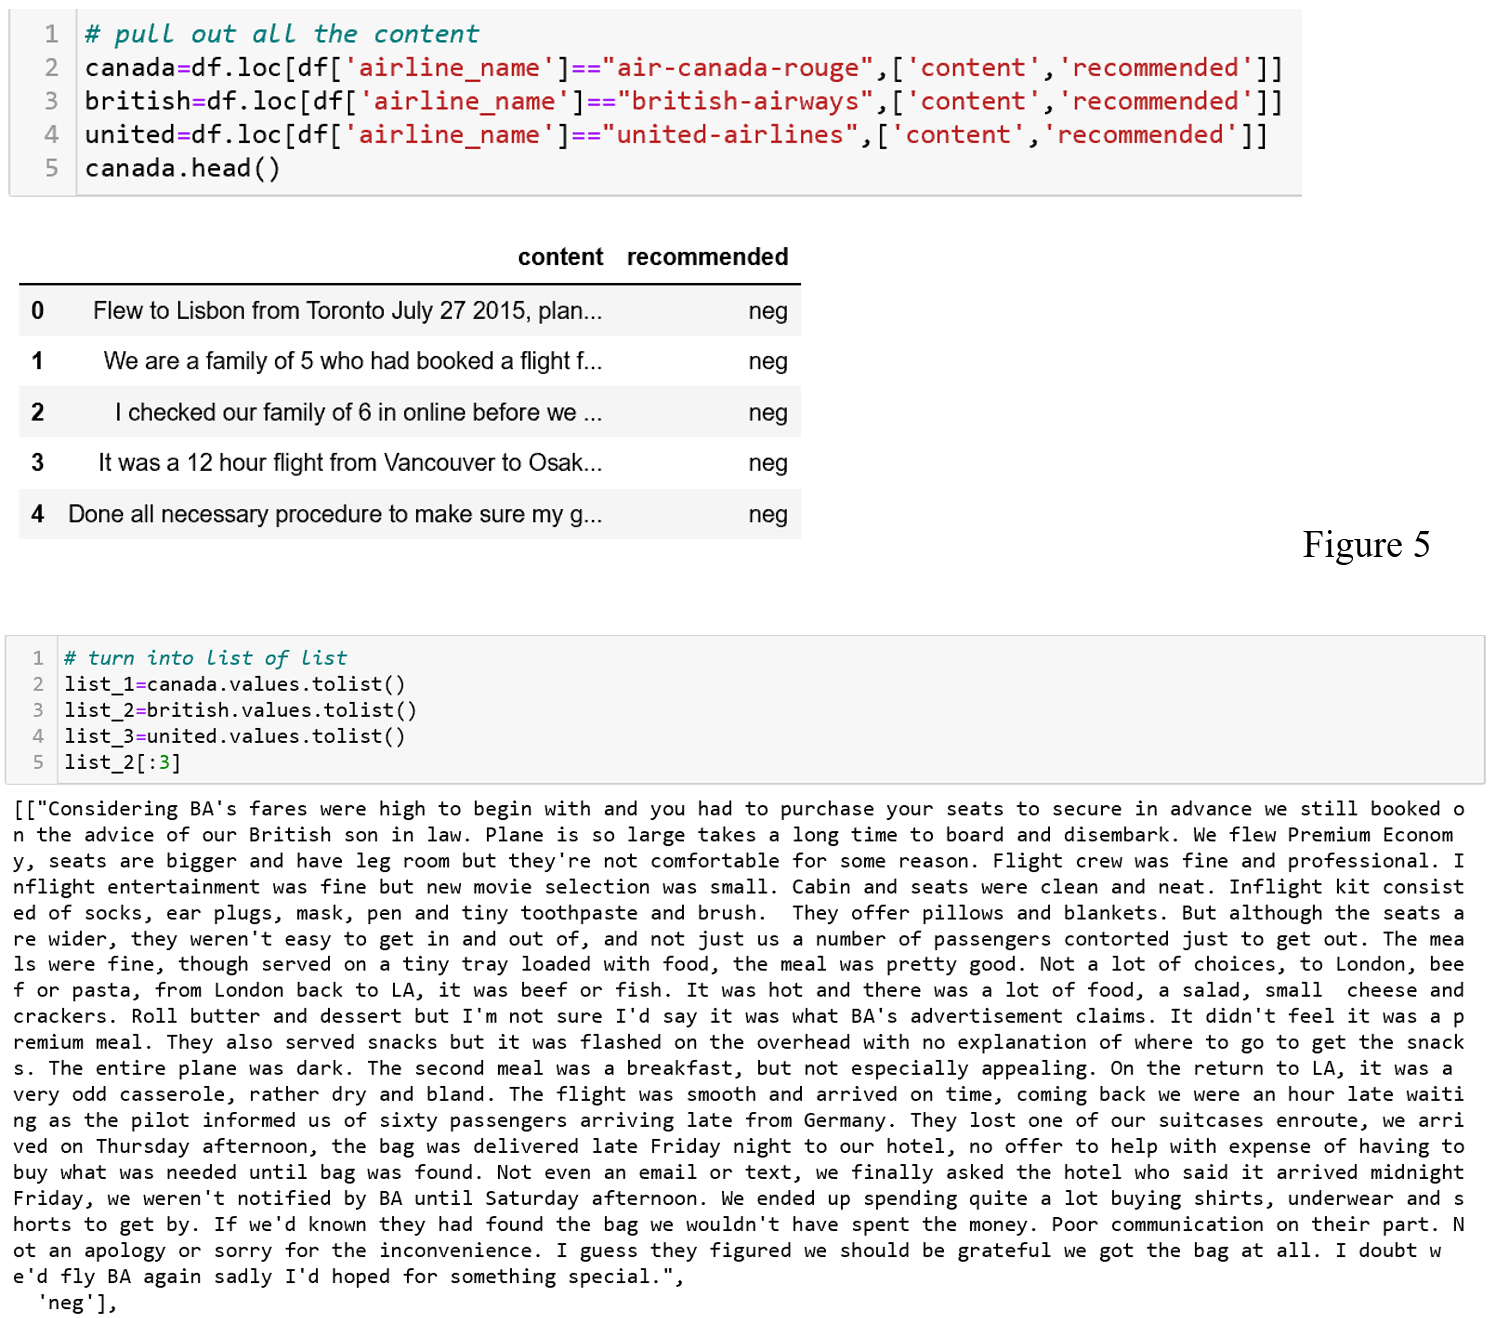 1 # pull out all the content
2 canada=df.loc[df['airline_name']=="air-canada-rouge",['content','recommended']]
3 british=df.loc[df['airline_name']=="british-airways",['content','recommended']]
4 united=df.loc[df['airline_name']=="united-airlines",['content','recommended']]
5 canada.head()
content recommended
0 Flew to Lisbon from Toronto July 27 2015, plan... neg
1 We are a family of 5 who had booked a flight f... neg
2 I checked our family of 6 in online before we ... neg
3 It was a 12 hour flight from Vancouver to Osak... neg
4 Done all necessary procedure to make sure my g... neg
Figure 5
1 # turn into list of list
2 list_1=canada.values.tolist()
3 list_2=british.values.tolist()
4 list_3=united.values.tolist()
5 list_2[:3]
[["Considering BA's fares were high to begin with and you had to purchase your seats to secure in advance we still booked o
n the advice of our British son in law. Plane is so large takes a long time to board and disembark. We flew Premium Econom
y, seats are bigger and have leg room but they're not comfortable for some reason. Flight crew was fine and professional. I
nflight entertainment was fine but new movie selection was small. Cabin and seats were clean and neat. Inflight kit consist
ed of socks, ear plugs, mask, pen and tiny toothpaste and brush.  They offer pillows and blankets. But although the seats a
re wider, they weren't easy to get in and out of, and not just us a number of passengers contorted just to get out. The mea
ls were fine, though served on a tiny tray loaded with food, the meal was pretty good. Not a lot of choices, to London, bee
f or pasta, from London back to LA, it was beef or fish. It was hot and there was a lot of food, a salad, small  cheese and
crackers. Roll butter and dessert but I'm not sure I'd say it was what BA's advertisement claims. It didn't feel it was a p
remium meal. They also served snacks but it was flashed on the overhead with no explanation of where to go to get the snack
s. The entire plane was dark. The second meal was a breakfast, but not especially appealing. On the return to LA, it was a
very odd casserole, rather dry and bland. The flight was smooth and arrived on time, coming back we were an hour late waiti
ng as the pilot informed us of sixty passengers arriving late from Germany. They lost one of our suitcases enroute, we arri
ved on Thursday afternoon, the bag was delivered late Friday night to our hotel, no offer to help with expense of having to
buy what was needed until bag was found. Not even an email or text, we finally asked the hotel who said it arrived midnight
Friday, we weren't notified by BA until Saturday afternoon. We ended up spending quite a lot buying shirts, underwear and s
horts to get by. If we'd known they had found the bag we wouldn't have spent the money. Poor communication on their part. N
ot an apology or sorry for the inconvenience. I guess they figured we should be grateful we got the bag at all. I doubt w
e'd fly BA again sadly I'd hoped for something special.",
'neg'],